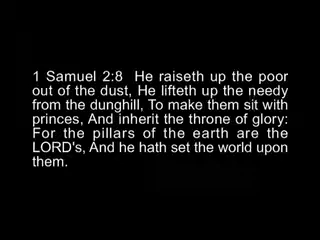 1 Samuel 2:8 He raiseth up the poor
out of the dust, He lifteth up the needy
from the dunghill, To make them sit with
princes, And inherit the throne of glory:
For the pillars of the earth are the
LORD's, And he hath set the world upon
them.